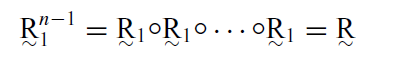 R̰₁ⁿ⁻¹ = R̰₁∘R̰₁∘ ⋯ ∘R̰₁ = R̰